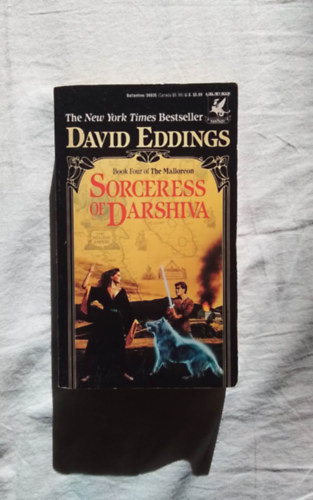 The New York Times Bestseller
DAVID EDDINGS
Book Four of The Malloreon
SORCERESS
OF DARSHIVA